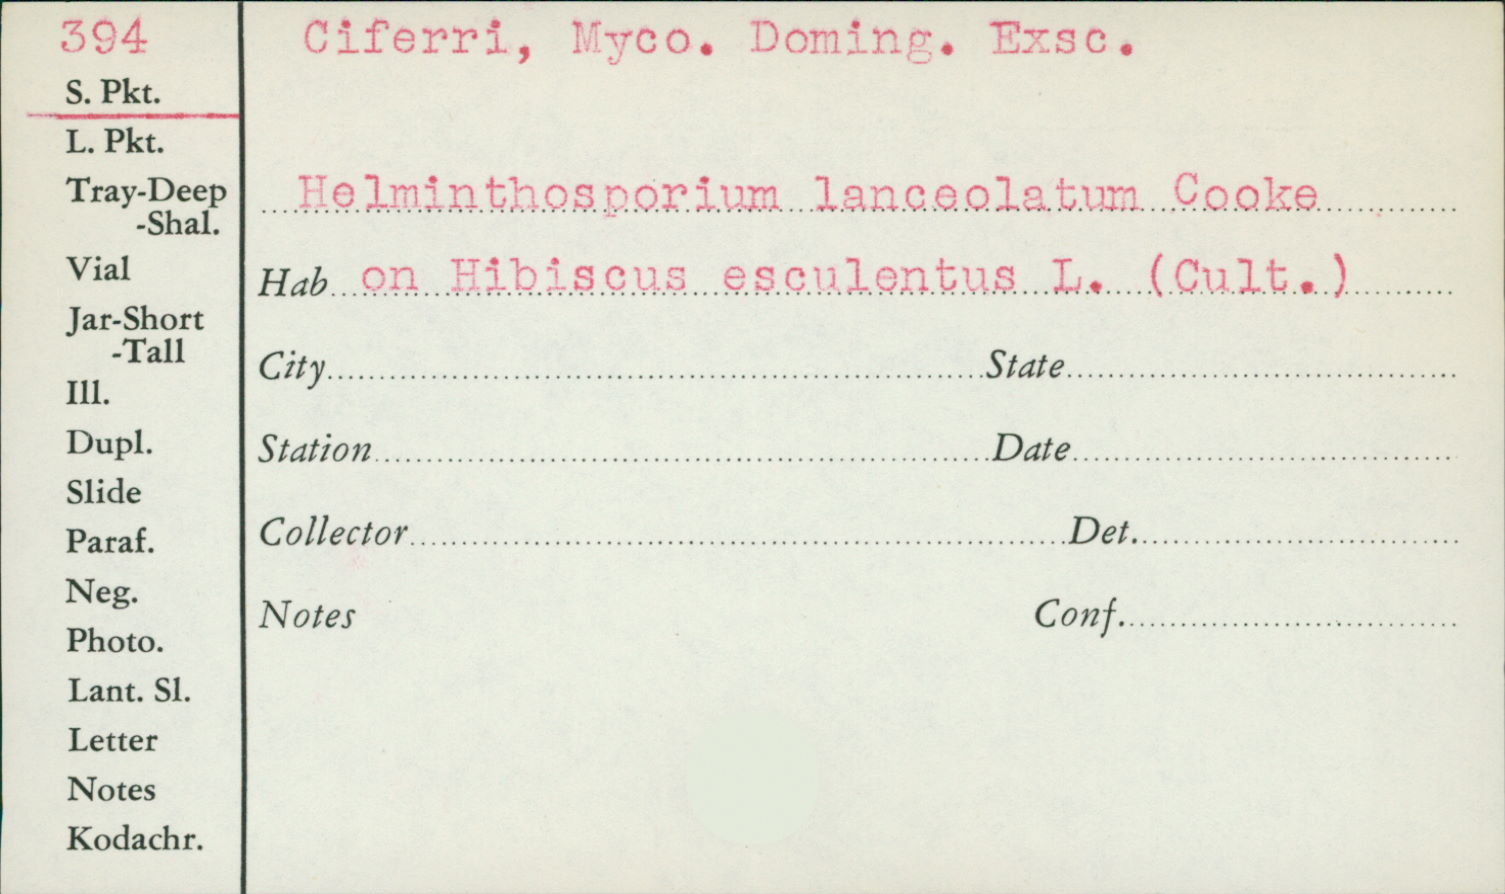 394
S. Pkt.
L. Pkt.
Tray-Deep
-Shal.
Vial
Jar-Short
-Tall
Ill.
Dupl.
Slide
Paraf.
Neg.
Photo.
Lant. Sl.
Letter
Notes
Kodachr.
Ciferri, Myco. Doming. Exsc.
Helminthosporium lanceolatum Cooke
Hab on Hibiscus esculentus L. (Cult.)
City State
Station Date
Collector Det.
Notes Conf.